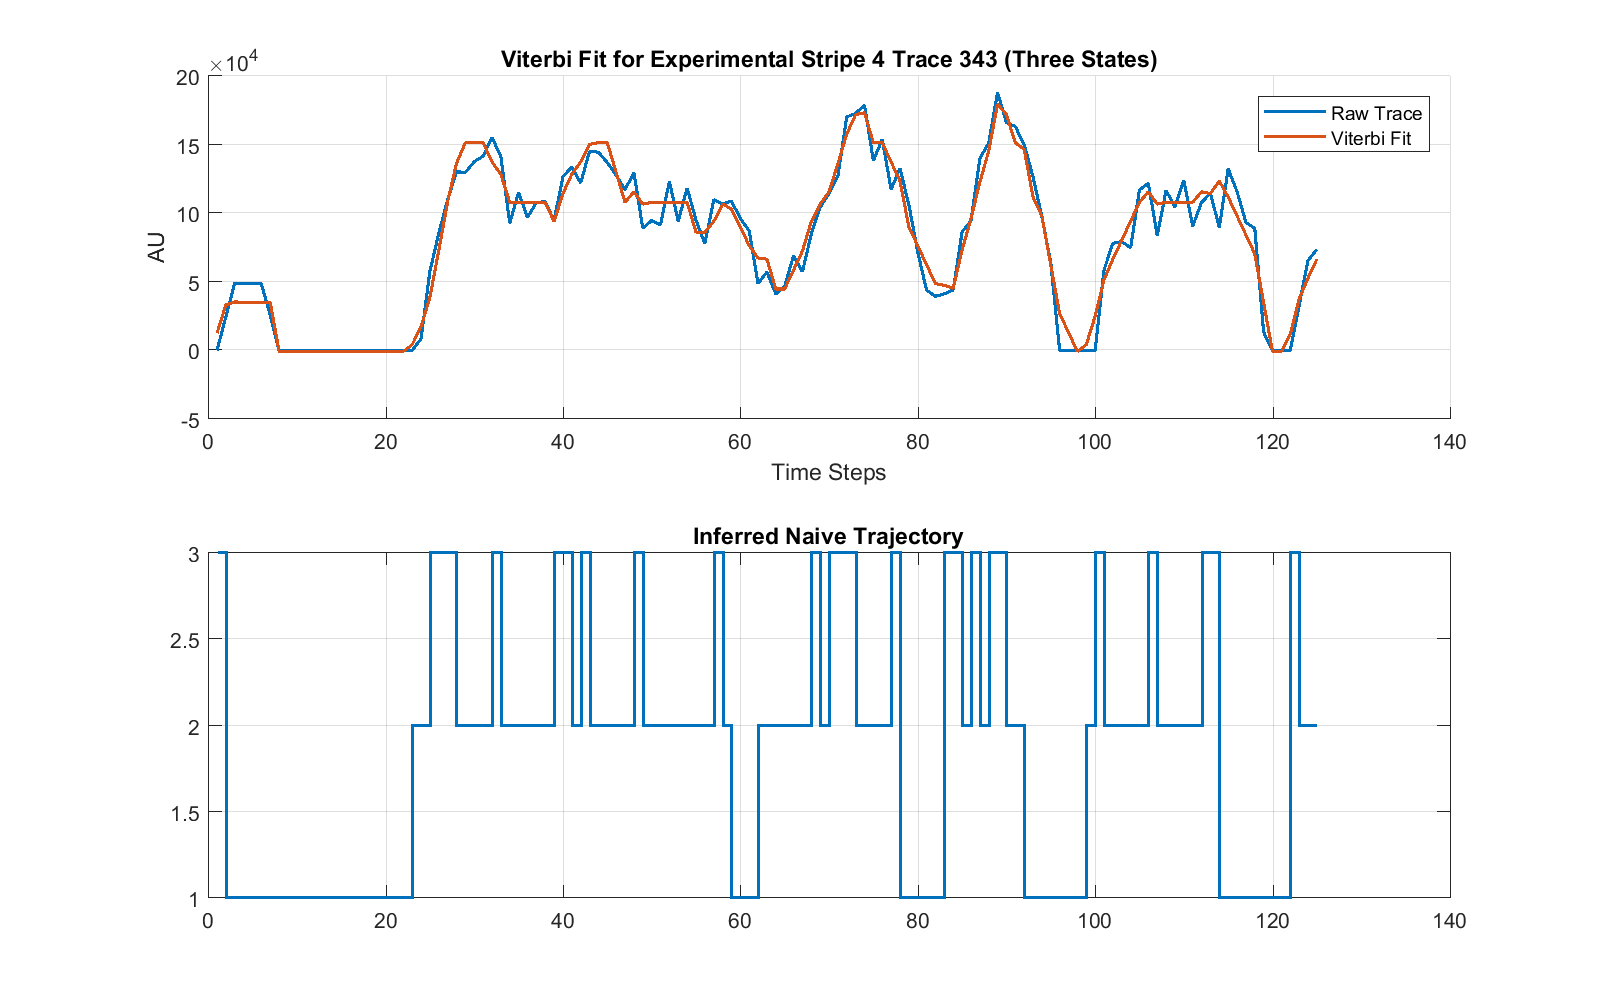 Viterbi Fit for Experimental Stripe 4 Trace 343 (Three States)
×10^4
20
15
10
5
0
-5
AU
Raw Trace
Viterbi Fit
0 20 40 60 80 100 120 140
Time Steps
Inferred Naive Trajectory
3
2.5
2
1.5
1
0 20 40 60 80 100 120 140